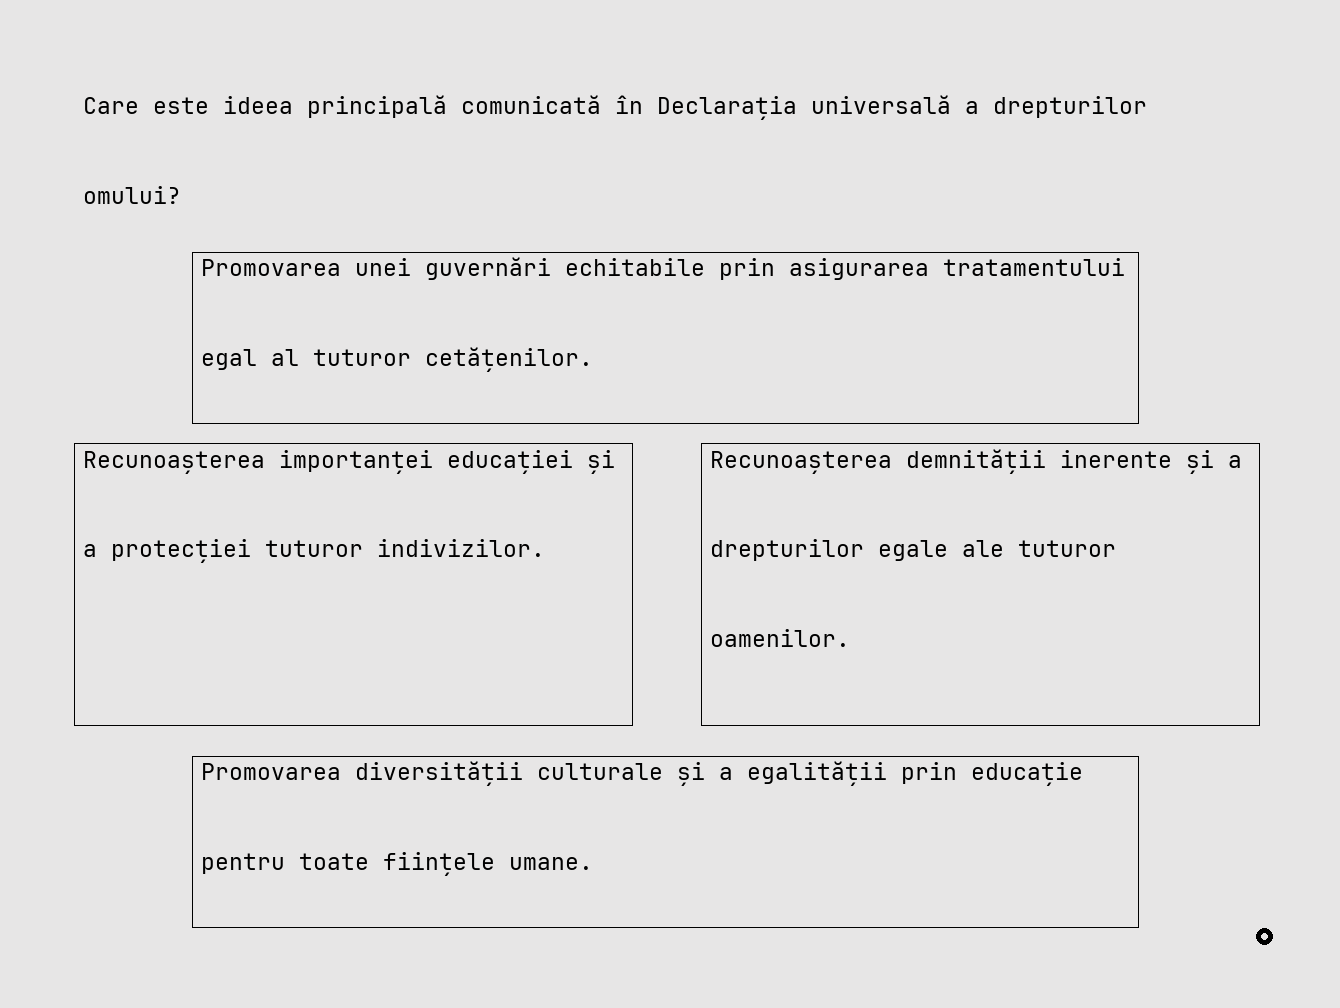 Care este ideea principală comunicată în Declarația universală a drepturilor
omului?
Promovarea unei guvernări echitabile prin asigurarea tratamentului
egal al tuturor cetățenilor.
Recunoașterea importanței educației și
a protecției tuturor indivizilor.
Recunoașterea demnității inerente și a
drepturilor egale ale tuturor
oamenilor.
Promovarea diversității culturale și a egalității prin educație
pentru toate ființele umane.